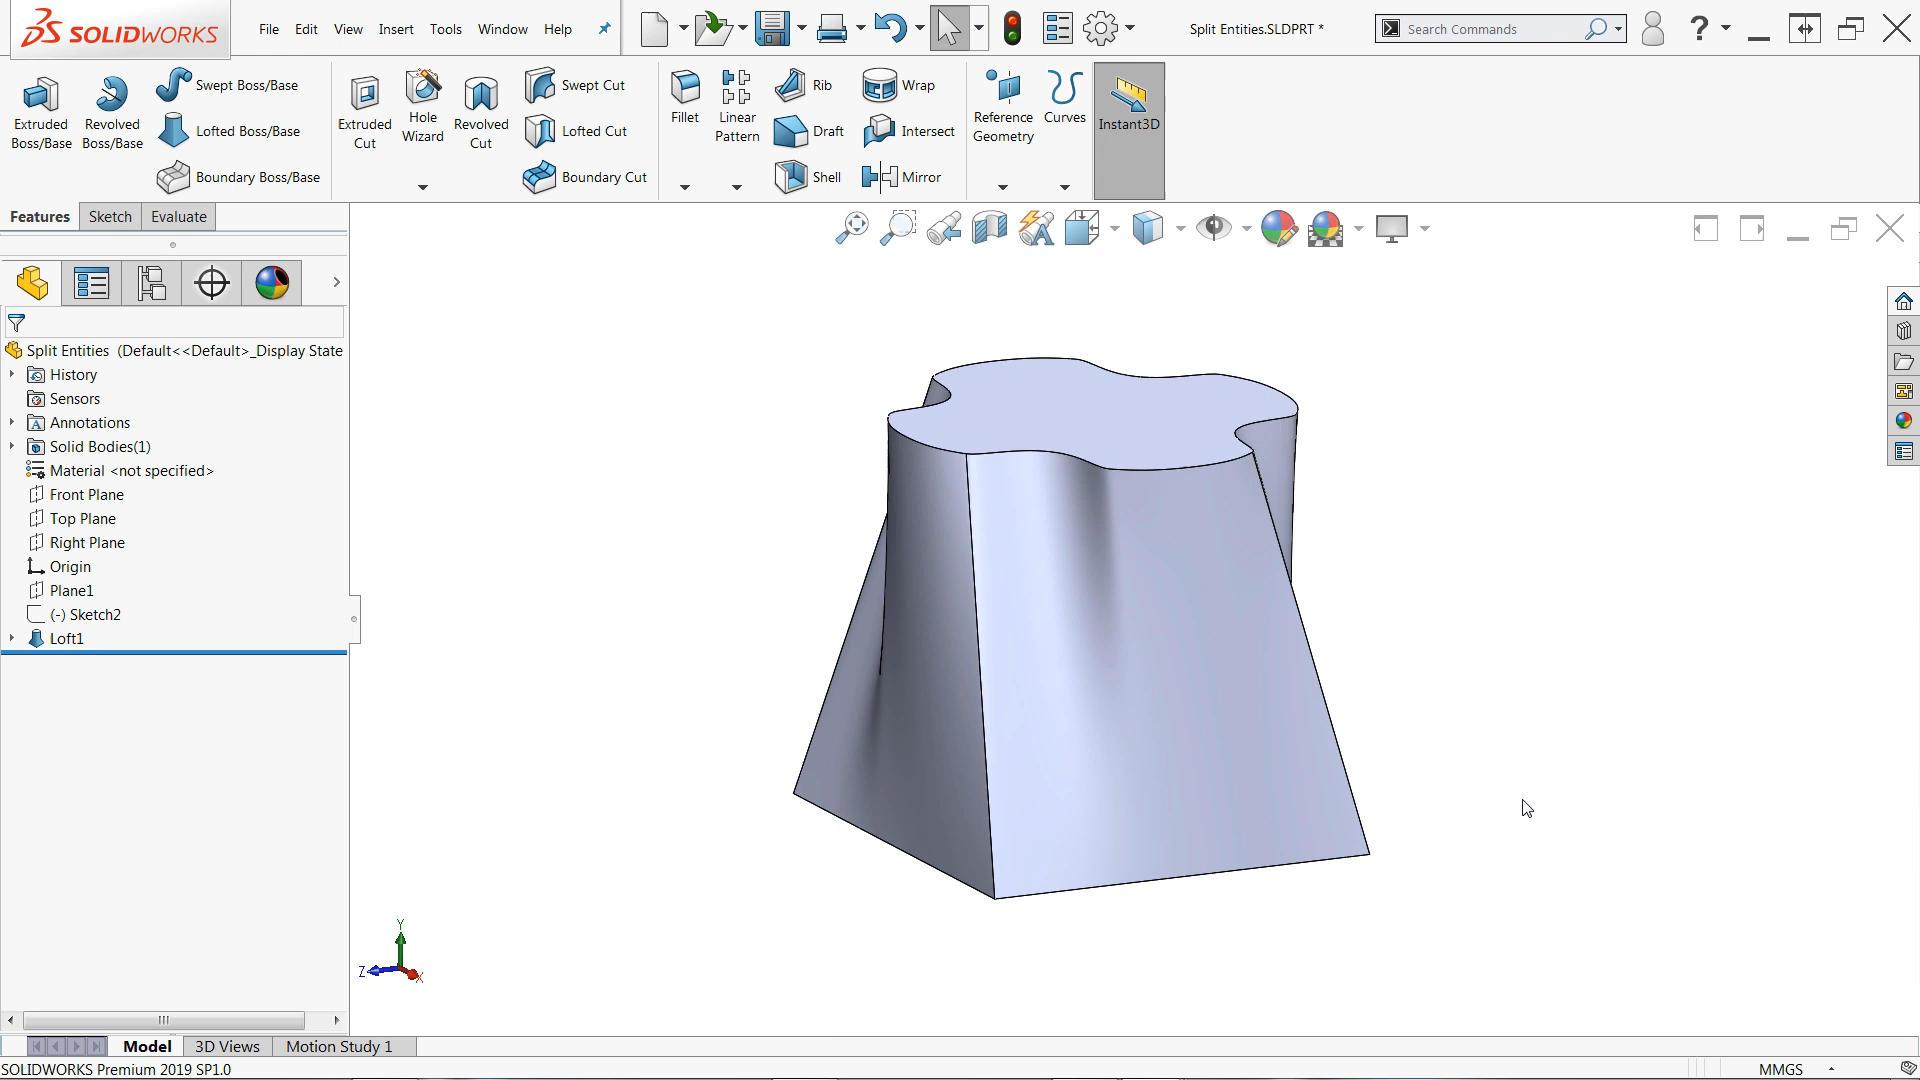 SOLIDWORKS
File Edit View Insert Tools Window Help
Split Entities.SLDPRT *
Search Commands
?
Extruded Boss/Base
Revolved Boss/Base
Swept Boss/Base
Lofted Boss/Base
Boundary Boss/Base
Extruded Cut
Hole Wizard
Revolved Cut
Swept Cut
Lofted Cut
Boundary Cut
Fillet
Linear Pattern
Rib
Draft
Shell
Wrap
Intersect
Mirror
Reference Geometry
Curves
Instant3D
Features Sketch Evaluate
Split Entities (Default<<Default>_Display State
History
Sensors
Annotations
Solid Bodies(1)
Material <not specified>
Front Plane
Top Plane
Right Plane
Origin
Plane1
(-) Sketch2
Loft1
Y
Z
X
Model 3D Views Motion Study 1
SOLIDWORKS Premium 2019 SP1.0
MMGS